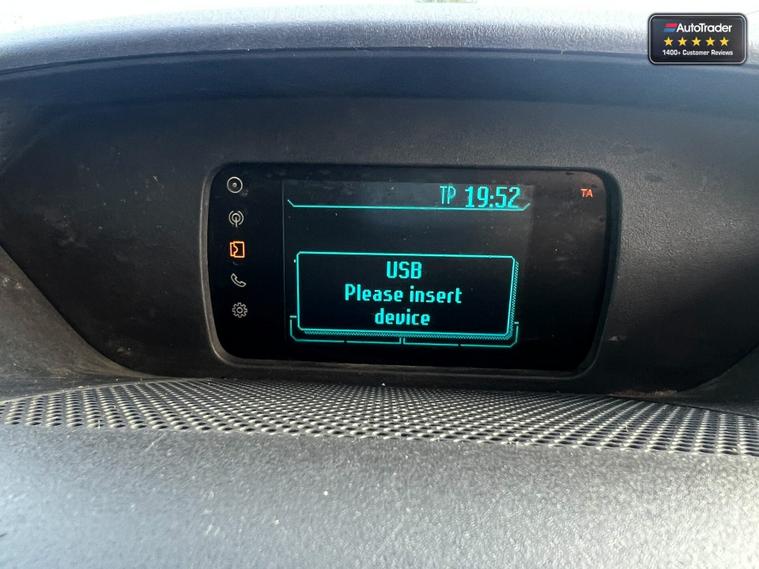 AutoTrader
1400+ Customer Reviews
TP 19:52
TA
USB
Please insert
device